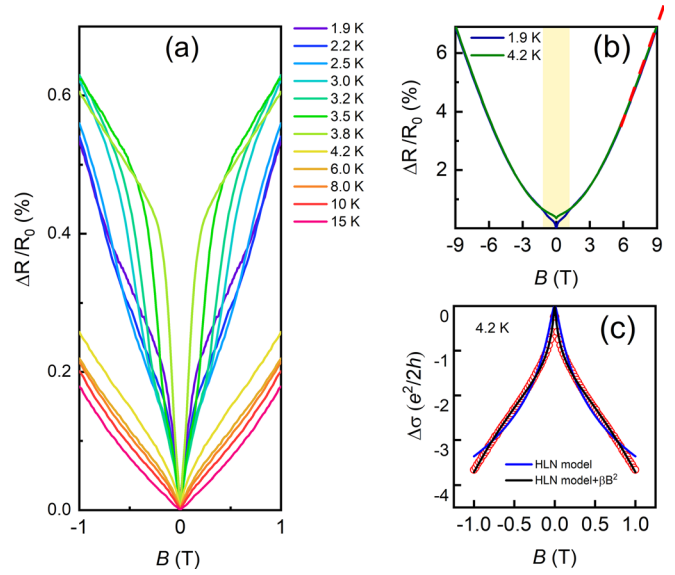 (a)
0.6
0.4
0.2
0.0
ΔR/R0 (%)
-1
0
1
B (T)
1.9 K
2.2 K
2.5 K
3.0 K
3.2 K
3.5 K
3.8 K
4.2 K
6.0 K
8.0 K
10 K
15 K
(b)
1.9 K
4.2 K
6
4
2
ΔR/R0 (%)
-9 -6 -3 0 3 6 9
B (T)
(c)
4.2 K
0
-1
-2
-3
-4
Δσ (e²/2h)
HLN model
HLN model+βB²
-1.0 -0.5 0.0 0.5 1.0
B (T)